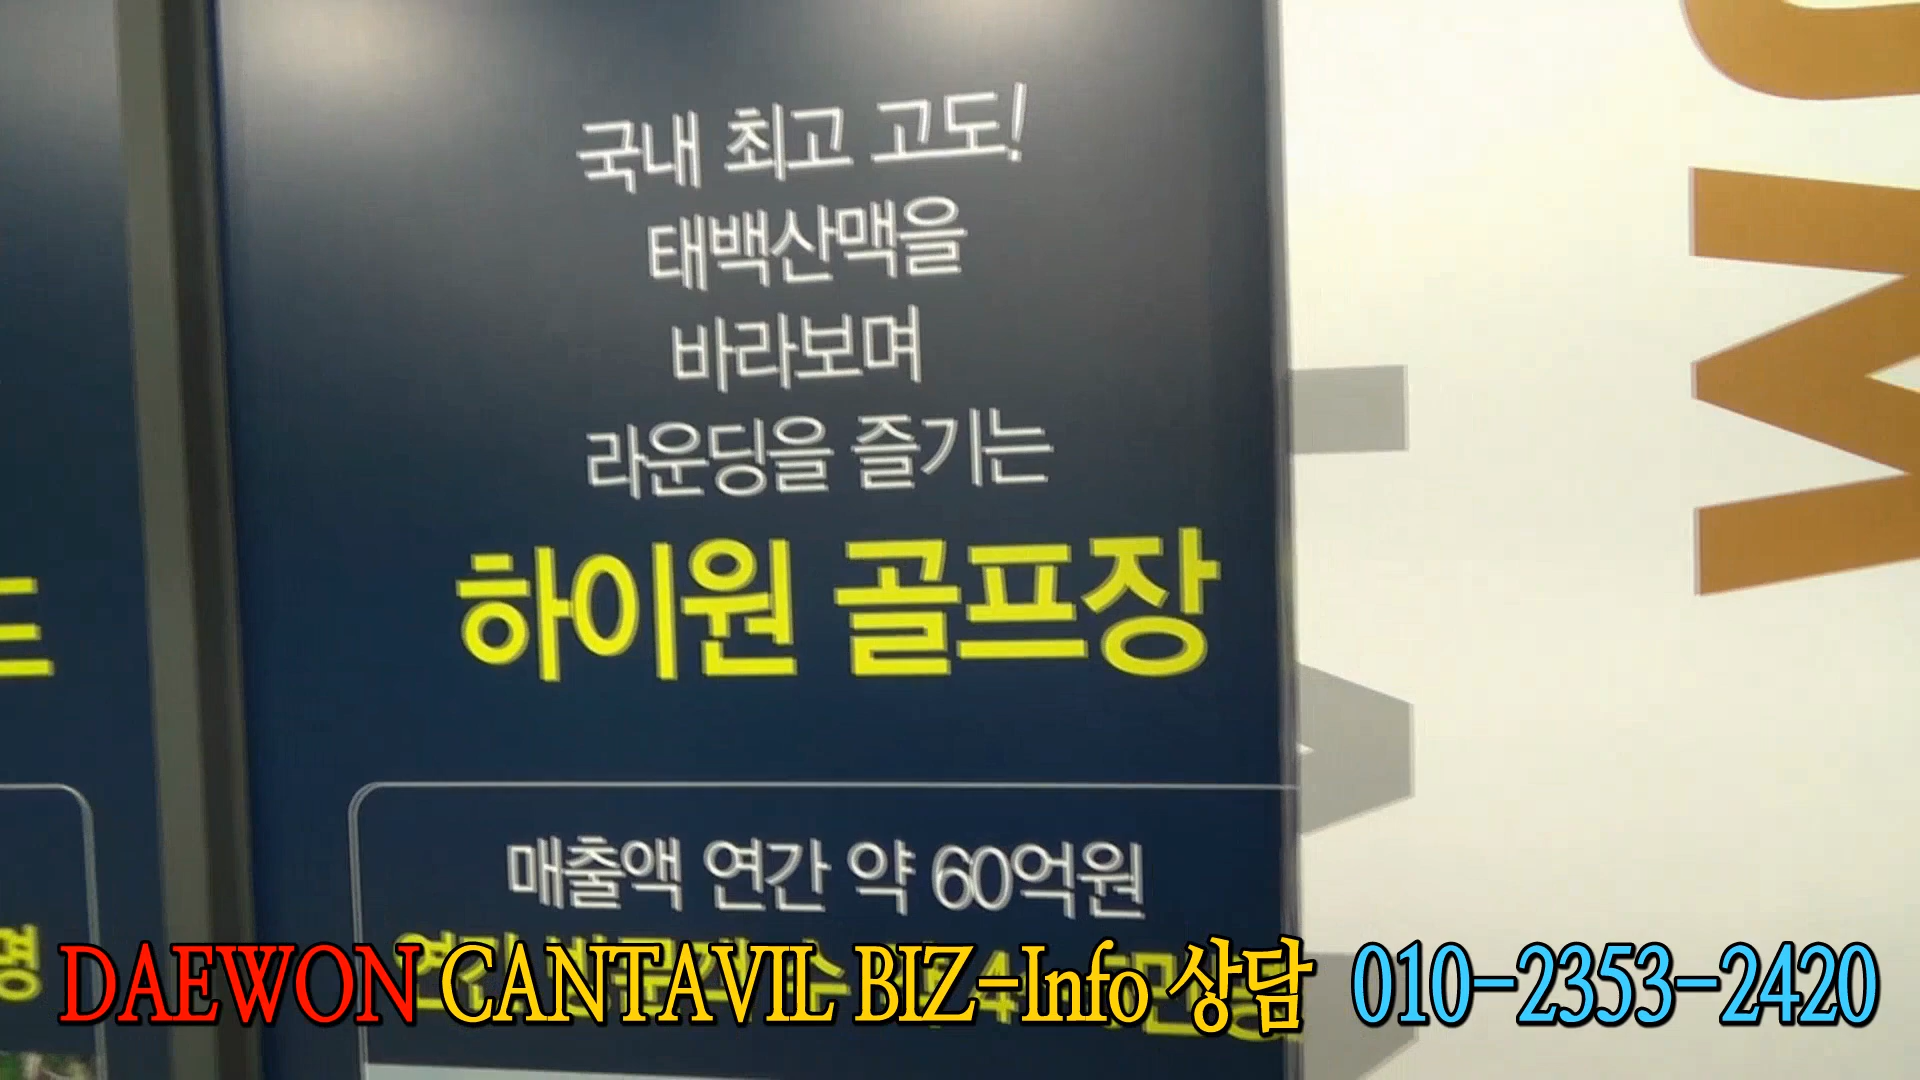 국내 최고 고도!
태백산맥을
바라보며
라운딩을 즐기는
하이원 골프장
매출액 연간 약 60억원
DAEWON CANTAVIL BIZ-Info 상담 010-2353-2420